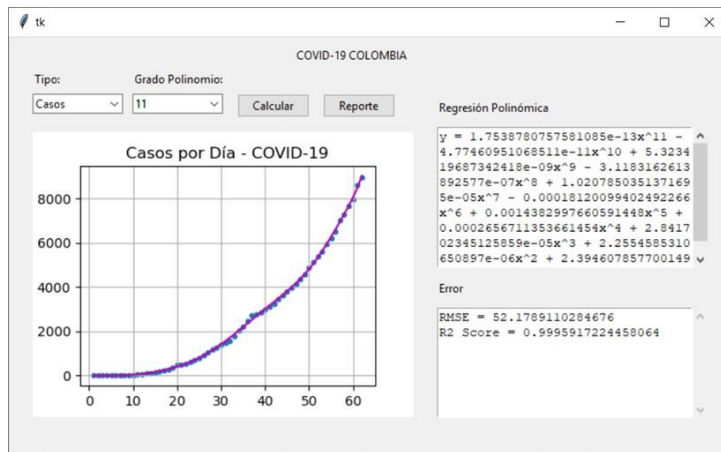 tk
COVID-19 COLOMBIA
Tipo:
Grado Polinomio:
Casos
11
Calcular
Reporte
Casos por Día - COVID-19
8000
6000
4000
2000
0
0 10 20 30 40 50 60
Regresión Polinómica
y = 1.7538780757581085e-13x^11 -
4.77460951068511e-11x^10 + 5.3234
19687342418e-09x^9 - 3.1183162613
892577e-07x^8 + 1.020785035137169
5e-05x^7 - 0.00018120099402492266
x^6 + 0.0014382997660591448x^5 +
0.0002656711353661454x^4 + 2.8417
02345125859e-05x^3 + 2.2554585310
650897e-06x^2 + 2.394607857700149
Error
RMSE = 52.1789110284676
R2 Score = 0.9995917224458064